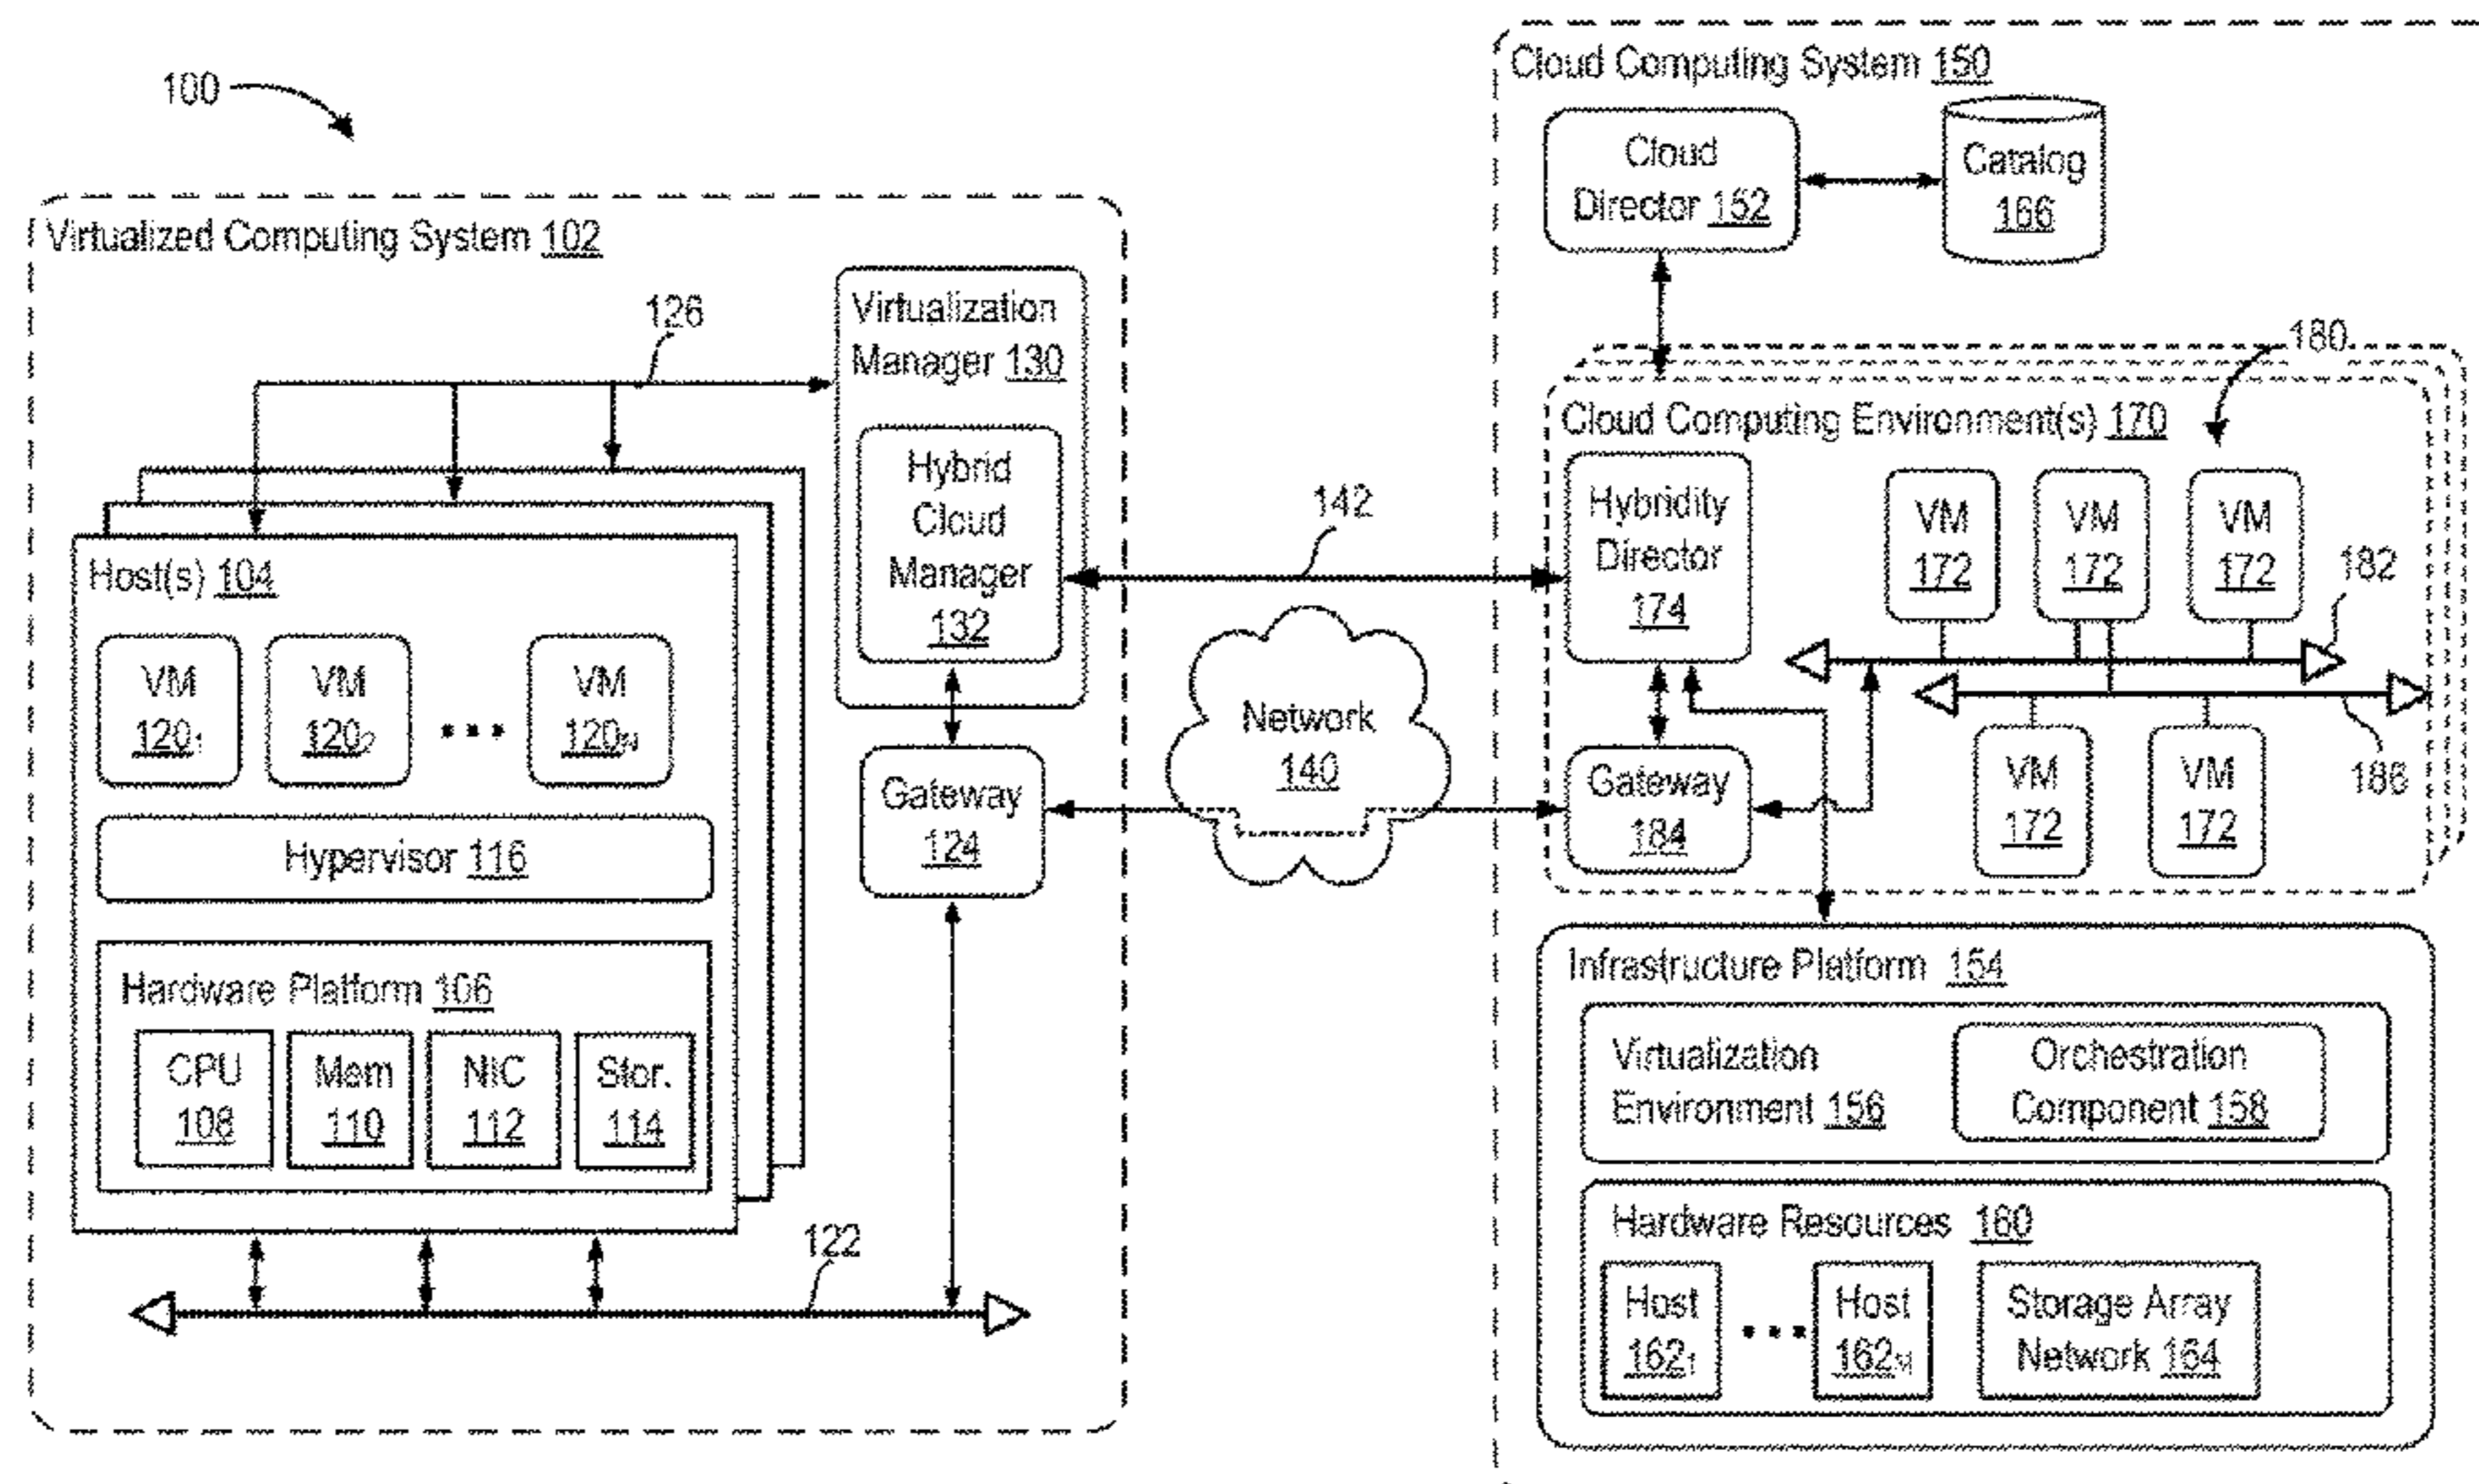 100
Virtualized Computing System 102
126
Virtualization
Manager 130
Hybrid
Cloud
Manager
132
Host(s) 104
VM
120₁
VM
120₂
VM
120N
Hypervisor 116
Hardware Platform 106
CPU
108
Mem
110
NIC
112
Stor.
114
Gateway
124
122
142
Network
140
Cloud Computing System 150
Cloud
Director 152
Catalog
166
180
Cloud Computing Environment(s) 170
Hybridity
Director
174
VM
172
VM
172
VM
172
182
Gateway
184
VM
172
VM
172
186
Infrastructure Platform 154
Virtualization
Environment 156
Orchestration
Component 158
Hardware Resources 160
Host
162₁
Host
162M
Storage Array
Network 164